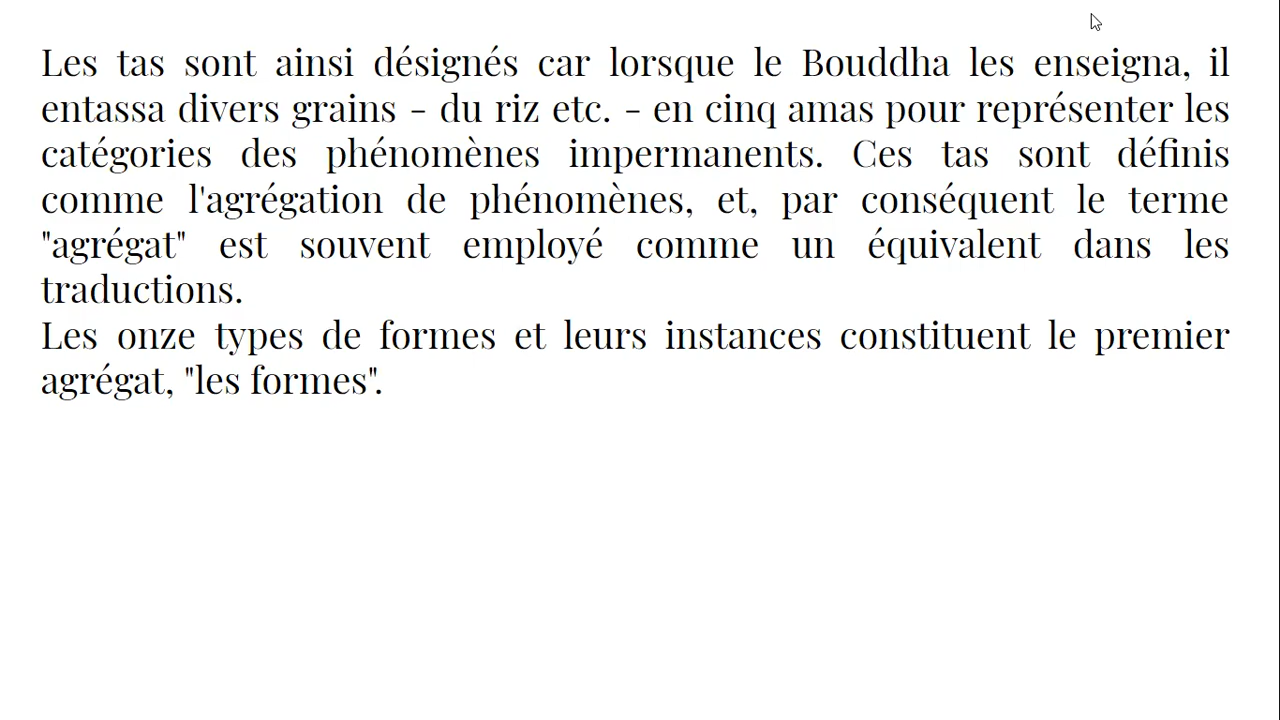 Les tas sont ainsi désignés car lorsque le Bouddha les enseigna, il
entassa divers grains - du riz etc. - en cinq amas pour représenter les
catégories des phénomènes impermanents. Ces tas sont définis
comme l'agrégation de phénomènes, et, par conséquent le terme
"agrégat" est souvent employé comme un équivalent dans les
traductions.
Les onze types de formes et leurs instances constituent le premier
agrégat, "les formes".